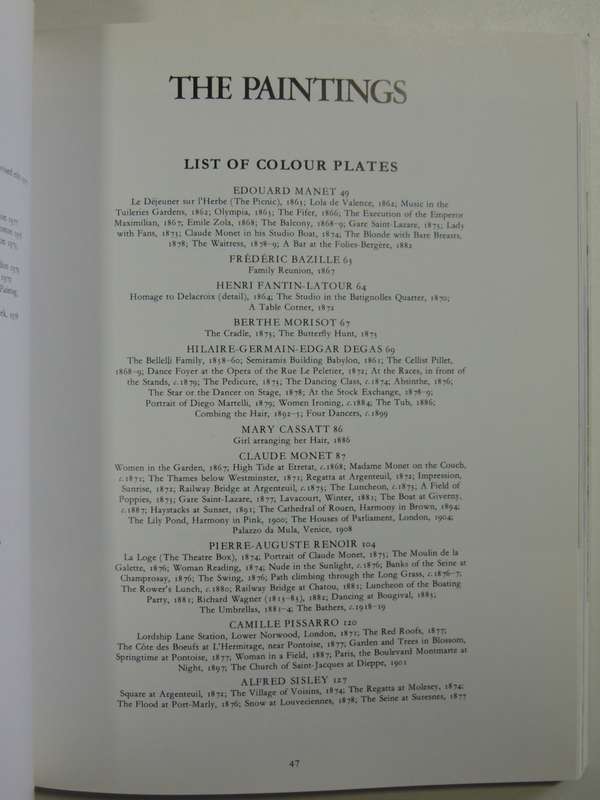 THE PAINTINGS
LIST OF COLOUR PLATES
EDOUARD MANET 49
Le Déjeuner sur l'Herbe (The Picnic), 1863; Lola de Valence, 1862; Music in the
Tuileries Gardens, 1862; Olympia, 1863; The Fifer, 1866; The Execution of the Emperor
Maximilian, 1867; Emile Zola, 1868; The Balcony, 1868-9; Gare Saint-Lazare, 1873; Lady
with Fans, 1873; Claude Monet in his Studio Boat, 1874; The Blonde with Bare Breasts,
1878; The Waitress, 1878-9; A Bar at the Folies-Bergère, 1882
FRÉDÉRIC BAZILLE 63
Family Reunion, 1867
HENRI FANTIN-LATOUR 64
Homage to Delacroix (detail), 1864; The Studio in the Batignolles Quarter, 1870;
A Table Corner, 1872
BERTHE MORISOT 67
The Cradle, 1873; The Butterfly Hunt, 1873
HILAIRE-GERMAIN-EDGAR DEGAS 69
The Bellelli Family, 1858-60; Semiramis Building Babylon, 1861; The Cellist Pillet,
1868-9; Dance Foyer at the Opera of the Rue Le Peletier, 1872; At the Races, in front of
the Stands, c.1879; The Pedicure, 1873; The Dancing Class, c.1874; Absinthe, 1876;
The Star or the Dancer on Stage, 1878; At the Stock Exchange, 1878-9;
Portrait of Diego Martelli, 1879; Women Ironing, c.1884; The Tub, 1886;
Combing the Hair, 1892-5; Four Dancers, c.1899
MARY CASSATT 86
Girl arranging her Hair, 1886
CLAUDE MONET 87
Women in the Garden, 1867; High Tide at Etretat, c.1868; Madame Monet on the Couch,
c.1871; The Thames below Westminster, 1871; Regatta at Argenteuil, 1872; Impression,
Sunrise, 1872; Railway Bridge at Argenteuil, c.1873; The Luncheon, c.1873; A Field of
Poppies, 1873; Gare Saint-Lazare, 1877; Lavacourt, Winter, 1881; The Boat at Giverny,
c.1887; Haystacks at Sunset, 1891; The Cathedral of Rouen, Harmony in Brown, 1894;
The Lily Pond, Harmony in Pink, 1900; The Houses of Parliament, London, 1904;
Palazzo da Mula, Venice, 1908
PIERRE-AUGUSTE RENOIR 104
La Loge (The Theatre Box), 1874; Portrait of Claude Monet, 1875; The Moulin de la
Galette, 1876; Woman Reading, 1874; Nude in the Sunlight, c.1876; Banks of the Seine at
Champrosay, 1876; The Swing, 1876; Path climbing through the Long Grass, c.1876-7;
The Rower's Lunch, c.1880; Railway Bridge at Chatou, 1881; Luncheon of the Boating
Party, 1881; Richard Wagner (1813-83), 1882; Dancing at Bougival, 1883;
The Umbrellas, 1881-4; The Bathers, c.1918-19
CAMILLE PISSARRO 120
Lordship Lane Station, Lower Norwood, London, 1871; The Red Roofs, 1877;
The Côte des Boeufs at L'Hermitage, near Pontoise, 1877; Garden and Trees in Blossom,
Springtime at Pontoise, 1877; Woman in a Field, 1887; Paris, the Boulevard Montmarte at
Night, 1897; The Church of Saint-Jacques at Dieppe, 1901
ALFRED SISLEY 127
Square at Argenteuil, 1872; The Village of Voisins, 1874; The Regatta at Molesey, 1874;
The Flood at Port-Marly, 1876; Snow at Louveciennes, 1878; The Seine at Suresnes, 1877
47